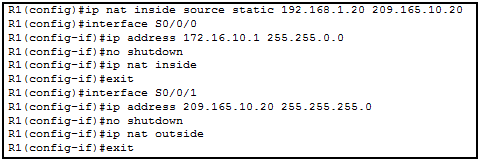 R1(config)#ip nat inside source static 192.168.1.20 209.165.10.20
R1(config)#interface S0/0/0
R1(config-if)#ip address 172.16.10.1 255.255.0.0
R1(config-if)#no shutdown
R1(config-if)#ip nat inside
R1(config-if)#exit
R1(config)#interface S0/0/1
R1(config-if)#ip address 209.165.10.20 255.255.255.0
R1(config-if)#no shutdown
R1(config-if)#ip nat outside
R1(config-if)#exit